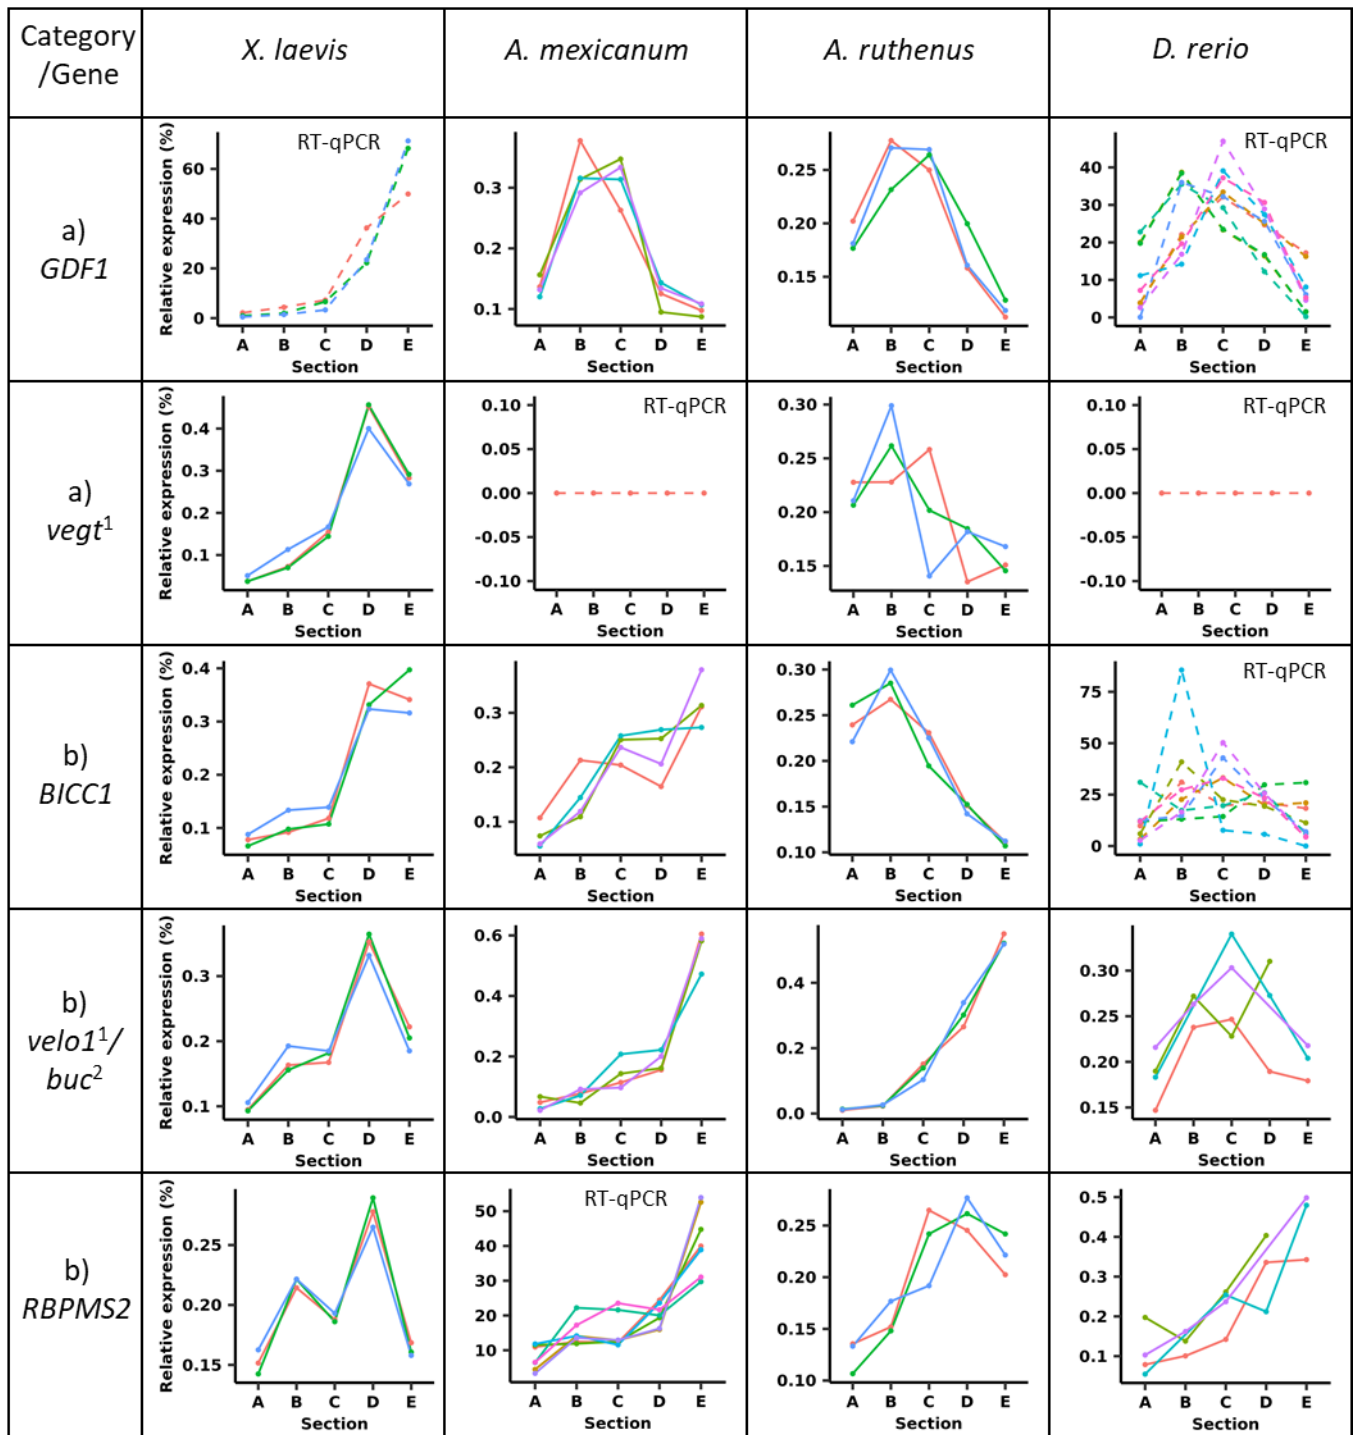 Category
/Gene
X. laevis
A. mexicanum
A. ruthenus
D. rerio
a)
GDF1
Relative expression (%)
60
40
20
0
RT-qPCR
A B C D E
Section
0.3
0.2
0.1
A B C D E
Section
0.25
0.20
0.15
A B C D E
Section
40
30
20
10
0
RT-qPCR
A B C D E
Section
a)
vegt1
Relative expression (%)
0.4
0.3
0.2
0.1
A B C D E
Section
0.10
0.05
0.00
-0.05
-0.10
RT-qPCR
A B C D E
Section
0.30
0.25
0.20
0.15
A B C D E
Section
0.10
0.05
0.00
-0.05
-0.10
RT-qPCR
A B C D E
Section
b)
BICC1
Relative expression (%)
0.4
0.3
0.2
0.1
A B C D E
Section
0.3
0.2
0.1
A B C D E
Section
0.30
0.25
0.20
0.15
0.10
A B C D E
Section
75
50
25
0
RT-qPCR
A B C D E
Section
b)
velo11/
buc2
Relative expression (%)
0.3
0.2
0.1
A B C D E
Section
0.6
0.4
0.2
0.0
A B C D E
Section
0.4
0.2
0.0
A B C D E
Section
0.30
0.25
0.20
0.15
A B C D E
Section
b)
RBPMS2
Relative expression (%)
0.25
0.20
0.15
A B C D E
Section
50
40
30
20
10
RT-qPCR
A B C D E
Section
0.25
0.20
0.15
0.10
A B C D E
Section
0.5
0.4
0.3
0.2
0.1
A B C D E
Section